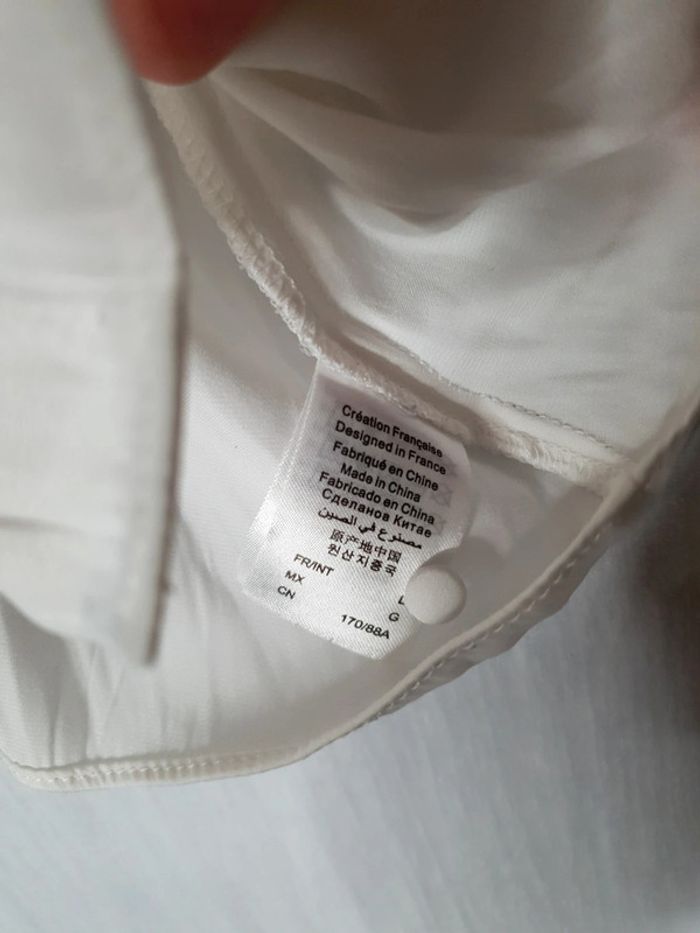 Création Française
Designed in France
Fabriqué en Chine
Made in China
Fabricado en China
Сделанов Китае
مصنوع في الصين
原产地中国
원산지중국
FR/INT L
MX G
CN 170/88A